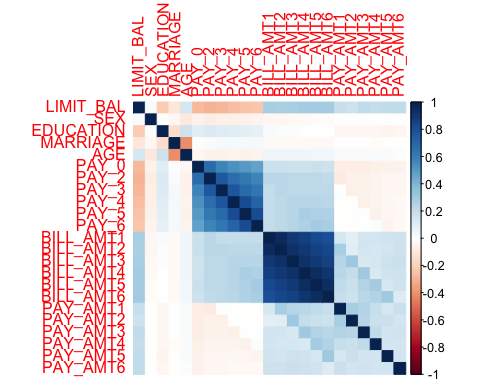 LIMIT_BAL
SEX
EDUCATION
MARRIAGE
AGE
PAY_0
PAY_2
PAY_3
PAY_4
PAY_5
PAY_6
BILL_AMT1
BILL_AMT2
BILL_AMT3
BILL_AMT4
BILL_AMT5
BILL_AMT6
PAY_AMT1
PAY_AMT2
PAY_AMT3
PAY_AMT4
PAY_AMT5
PAY_AMT6
LIMIT_BAL
SEX
EDUCATION
MARRIAGE
AGE
PAY_0
PAY_2
PAY_3
PAY_4
PAY_5
PAY_6
BILL_AMT1
BILL_AMT2
BILL_AMT3
BILL_AMT4
BILL_AMT5
BILL_AMT6
PAY_AMT1
PAY_AMT2
PAY_AMT3
PAY_AMT4
PAY_AMT5
PAY_AMT6
1
0.8
0.6
0.4
0.2
0
-0.2
-0.4
-0.6
-0.8
-1